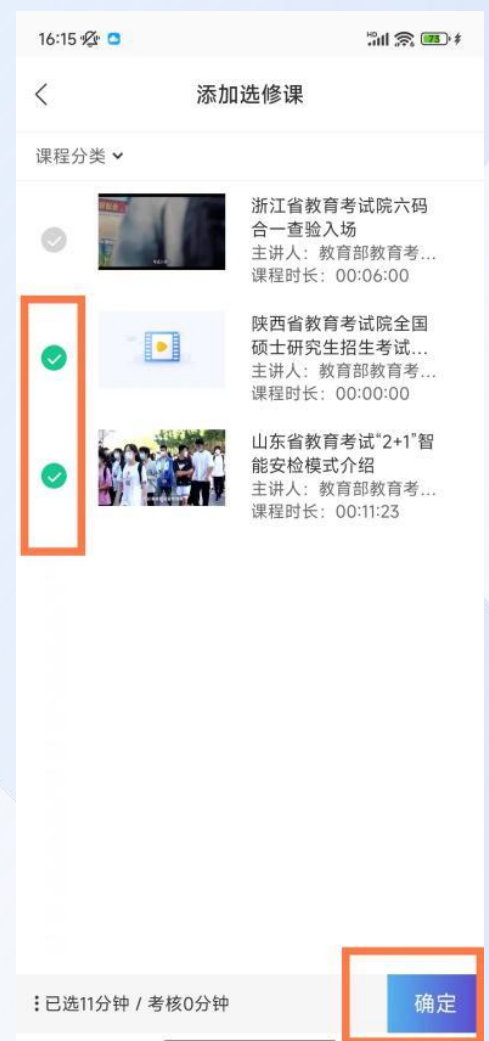 16:15
HD
73
添加选修课
课程分类
浙江省教育考试院六码
合一查验入场
主讲人：教育部教育考...
课程时长：00:06:00
陕西省教育考试院全国
硕士研究生招生考试...
主讲人：教育部教育考...
课程时长：00:00:00
山东省教育考试“2+1”智
能安检模式介绍
主讲人：教育部教育考...
课程时长：00:11:23
已选11分钟 / 考核0分钟
确定